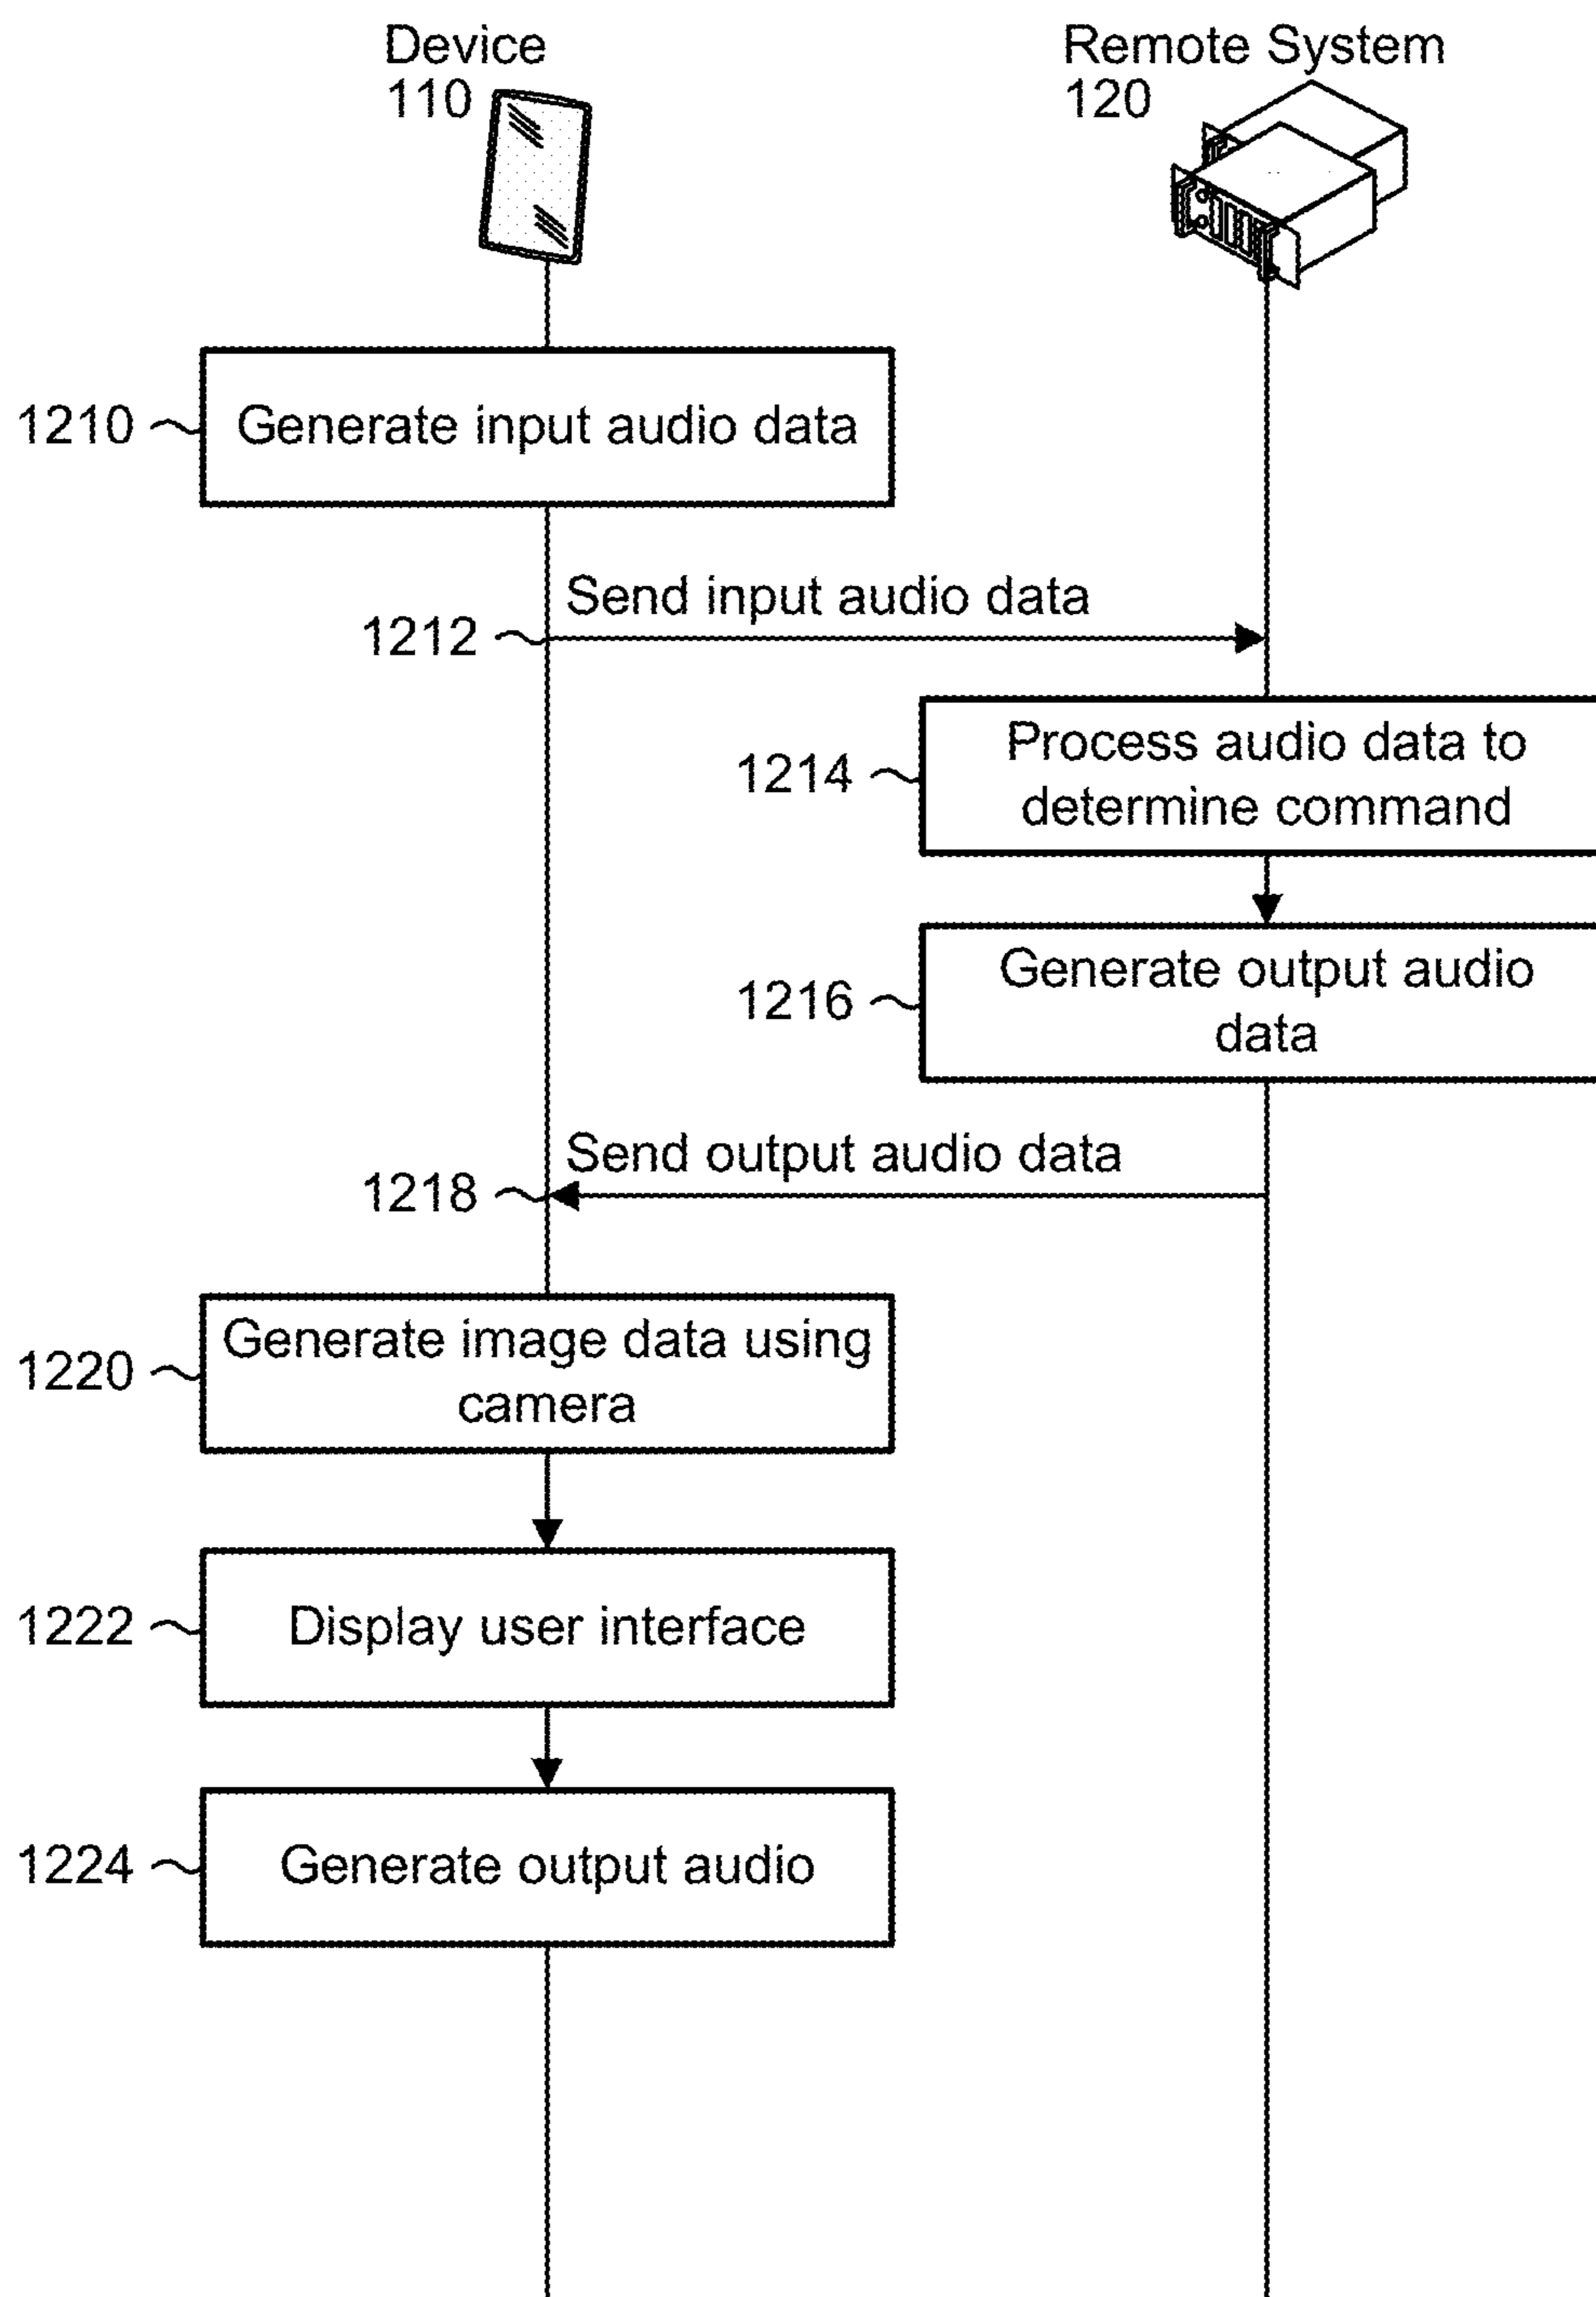 Device
110
Remote System
120
1210
Generate input audio data
Send input audio data
1212
Process audio data to
determine command
1214
Generate output audio
data
1216
Send output audio data
1218
Generate image data using
camera
1220
1222
Display user interface
1224
Generate output audio